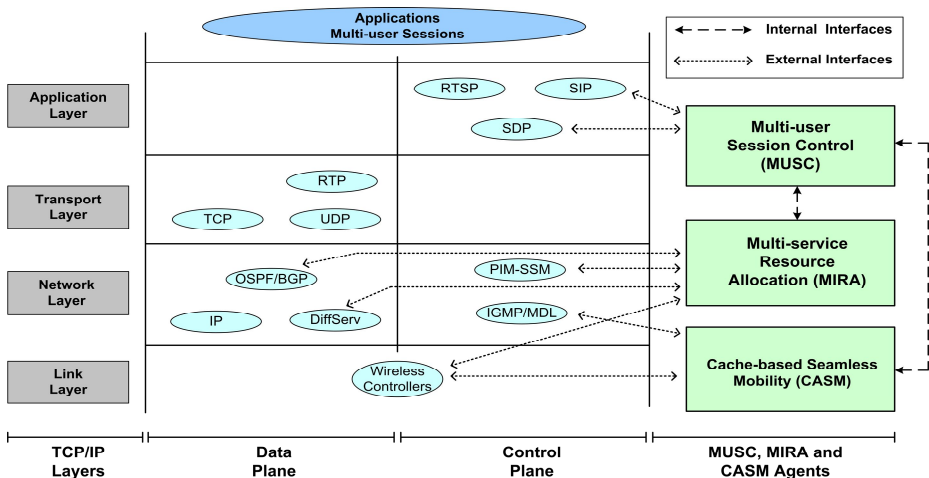 Applications
Multi-user Sessions
Internal Interfaces
External Interfaces
Application
Layer
RTSP
SIP
SDP
Multi-user
Session Control
(MUSC)
Transport
Layer
RTP
TCP
UDP
Network
Layer
OSPF/BGP
PIM-SSM
IP
DiffServ
IGMP/MDL
Multi-service
Resource
Allocation (MIRA)
Link
Layer
Wireless
Controllers
Cache-based Seamless
Mobility (CASM)
TCP/IP
Layers
Data
Plane
Control
Plane
MUSC, MIRA and
CASM Agents